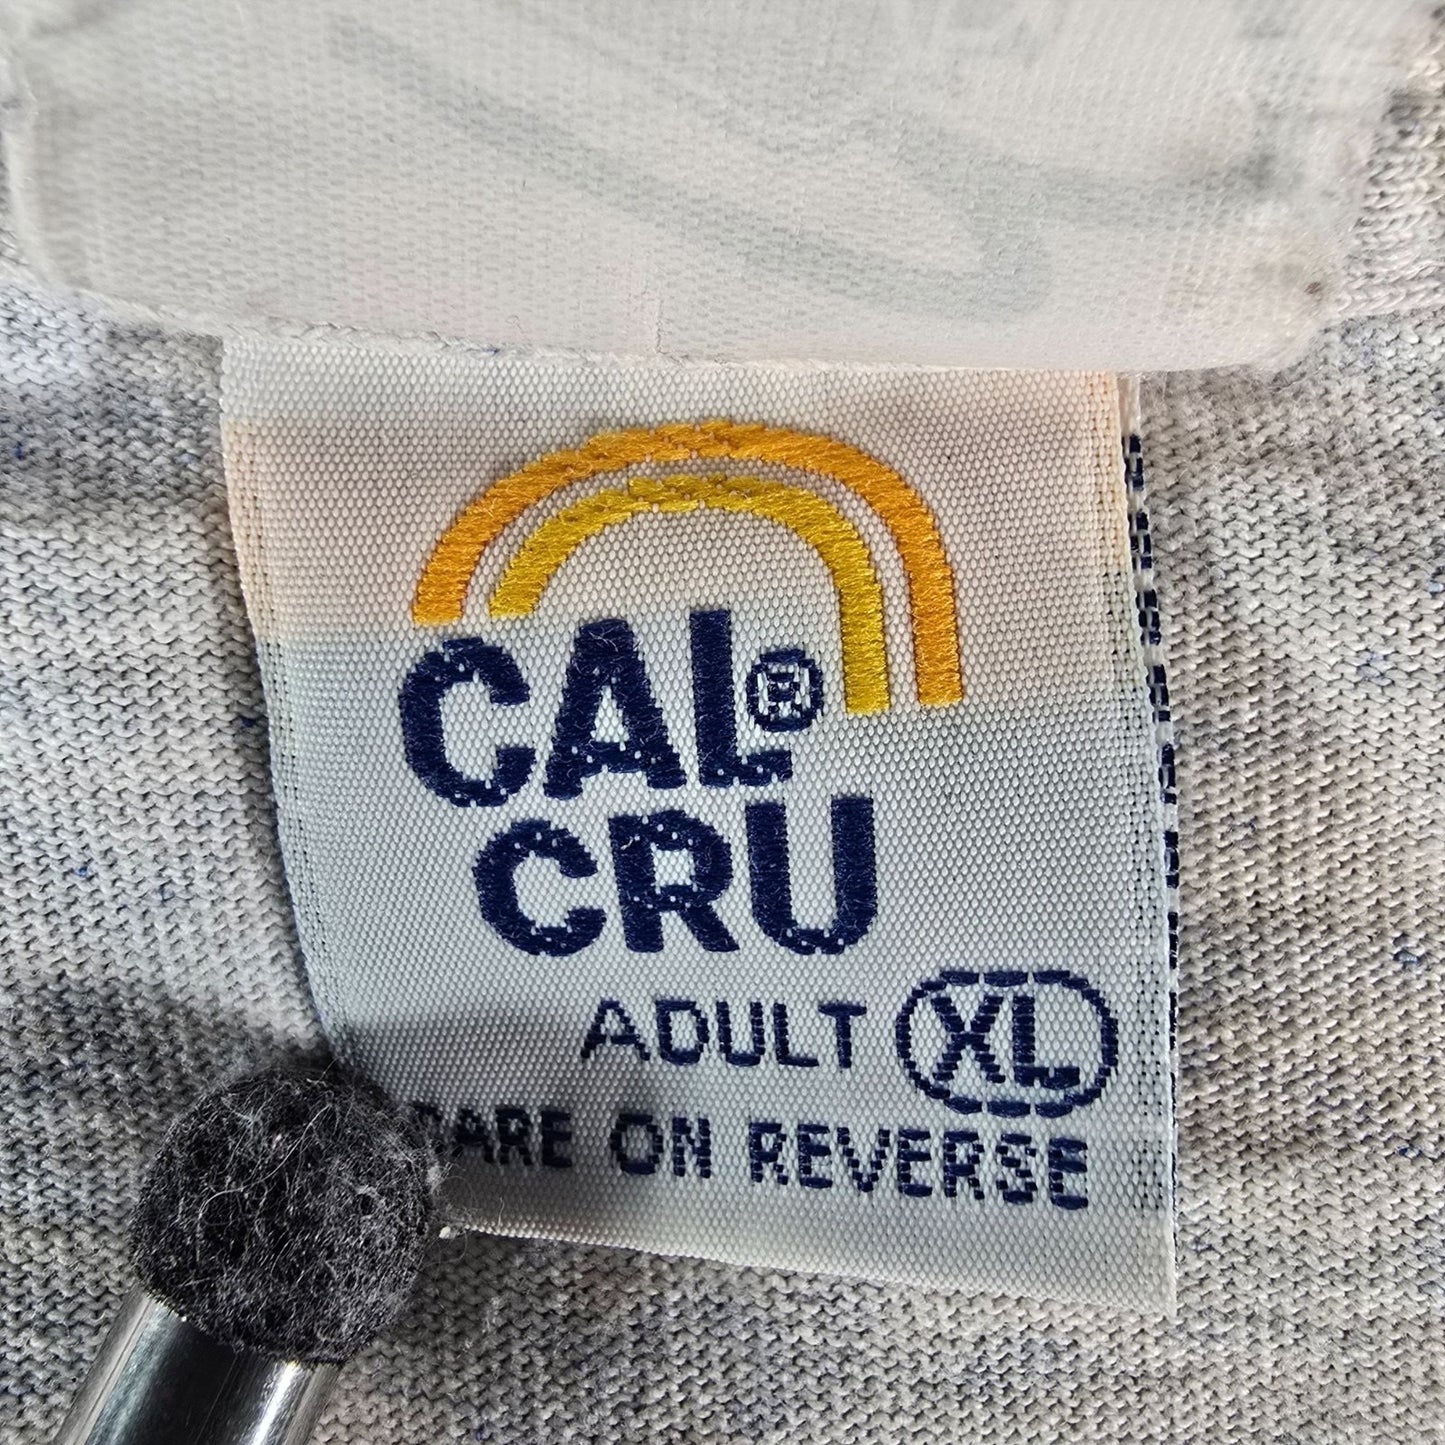 CAL®
CRU
ADULT XL
CARE ON REVERSE